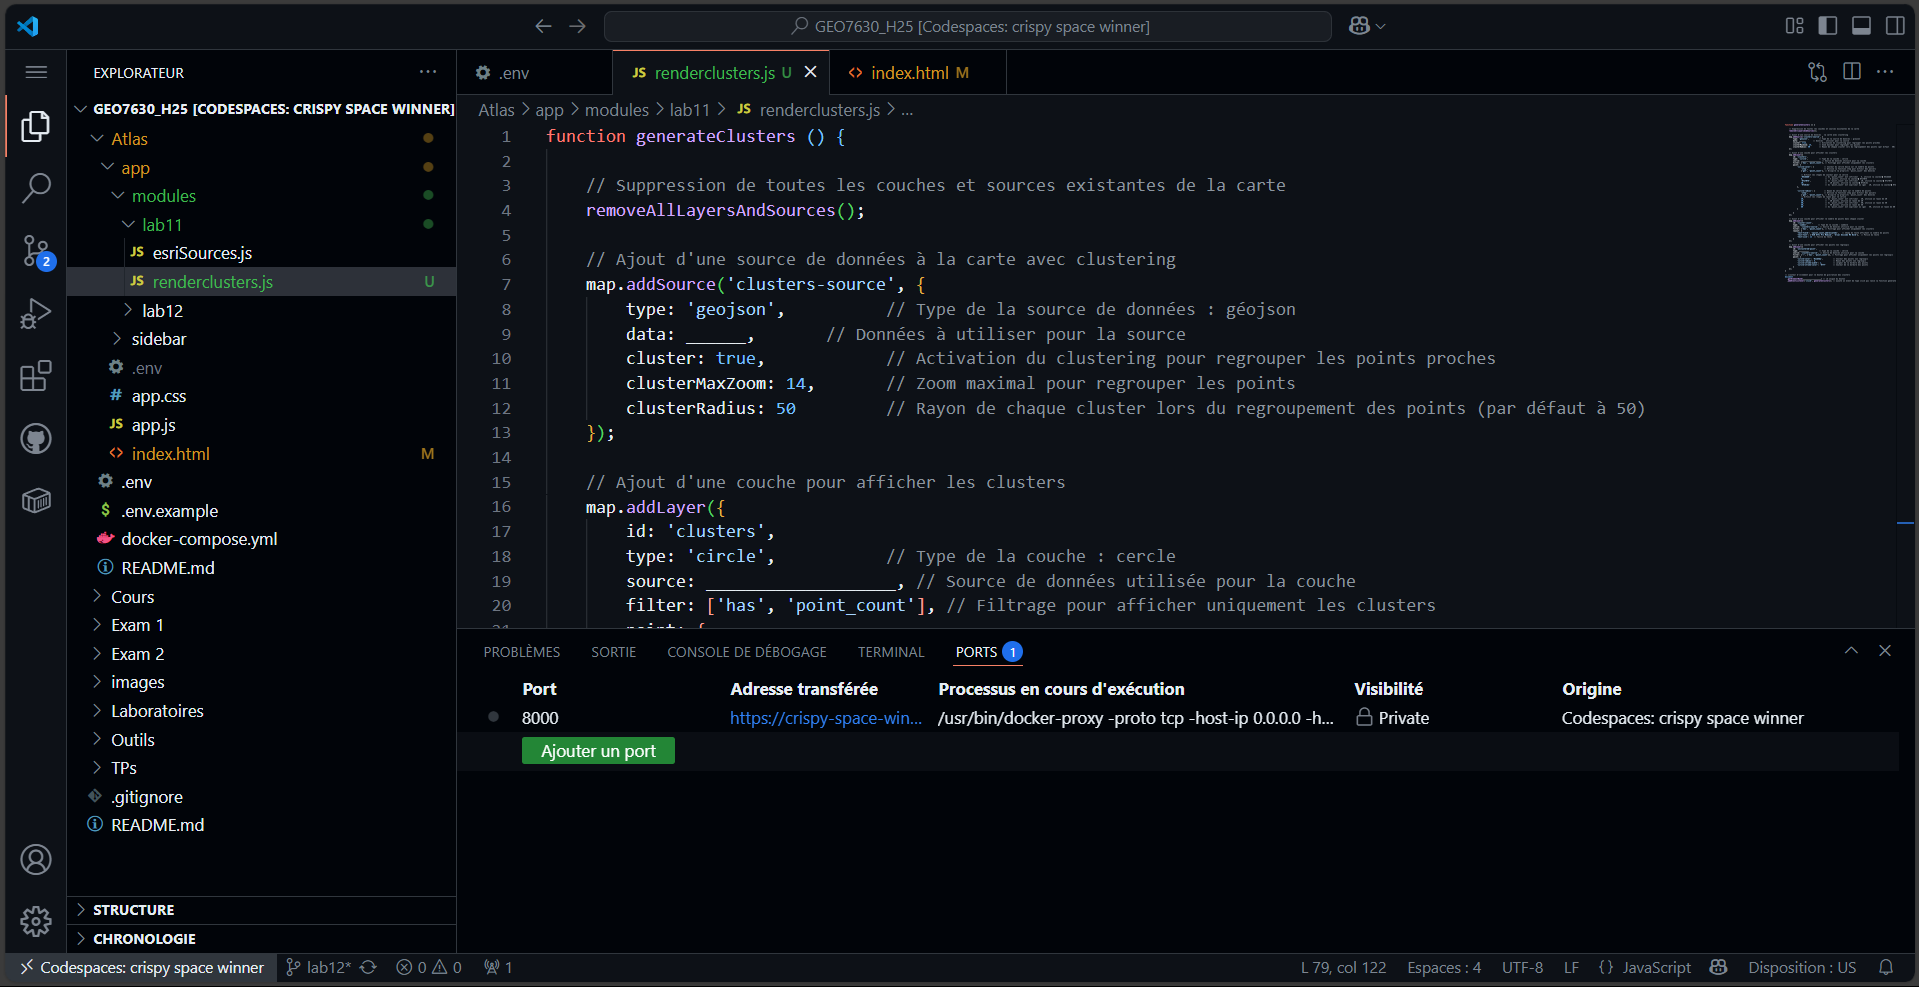 GEO7630_H25 [Codespaces: crispy space winner]
EXPLORATEUR
GEO7630_H25 [CODESPACES: CRISPY SPACE WINNER]
Atlas
app
modules
lab11
JS esriSources.js
JS renderclusters.js U
lab12
sidebar
.env
# app.css
JS app.js
<> index.html M
.env
$ .env.example
docker-compose.yml
README.md
Cours
Exam 1
Exam 2
images
Laboratoires
Outils
TPs
.gitignore
README.md
STRUCTURE
CHRONOLOGIE
2
.env
JS renderclusters.js U
<> index.html M
Atlas > app > modules > lab11 > JS renderclusters.js > ...
1 function generateClusters () {
2
3 // Suppression de toutes les couches et sources existantes de la carte
4 removeAllLayersAndSources();
5
6 // Ajout d'une source de données à la carte avec clustering
7 map.addSource('clusters-source', {
8 type: 'geojson', // Type de la source de données : géojson
9 data: ______, // Données à utiliser pour la source
10 cluster: true, // Activation du clustering pour regrouper les points proches
11 clusterMaxZoom: 14, // Zoom maximal pour regrouper les points
12 clusterRadius: 50 // Rayon de chaque cluster lors du regroupement des points (par défaut à 50)
13 });
14
15 // Ajout d'une couche pour afficher les clusters
16 map.addLayer({
17 id: 'clusters',
18 type: 'circle', // Type de la couche : cercle
19 source: ___________________, // Source de données utilisée pour la couche
20 filter: ['has', 'point_count'], // Filtrage pour afficher uniquement les clusters
PROBLÈMES SORTIE CONSOLE DE DÉBOGAGE TERMINAL PORTS 1
Port Adresse transférée Processus en cours d'exécution Visibilité Origine
8000 https://crispy-space-win... /usr/bin/docker-proxy -proto tcp -host-ip 0.0.0.0 -h... Private Codespaces: crispy space winner
Ajouter un port
Codespaces: crispy space winner lab12* 0 0 1 L 79, col 122 Espaces : 4 UTF-8 LF {} JavaScript Disposition : US